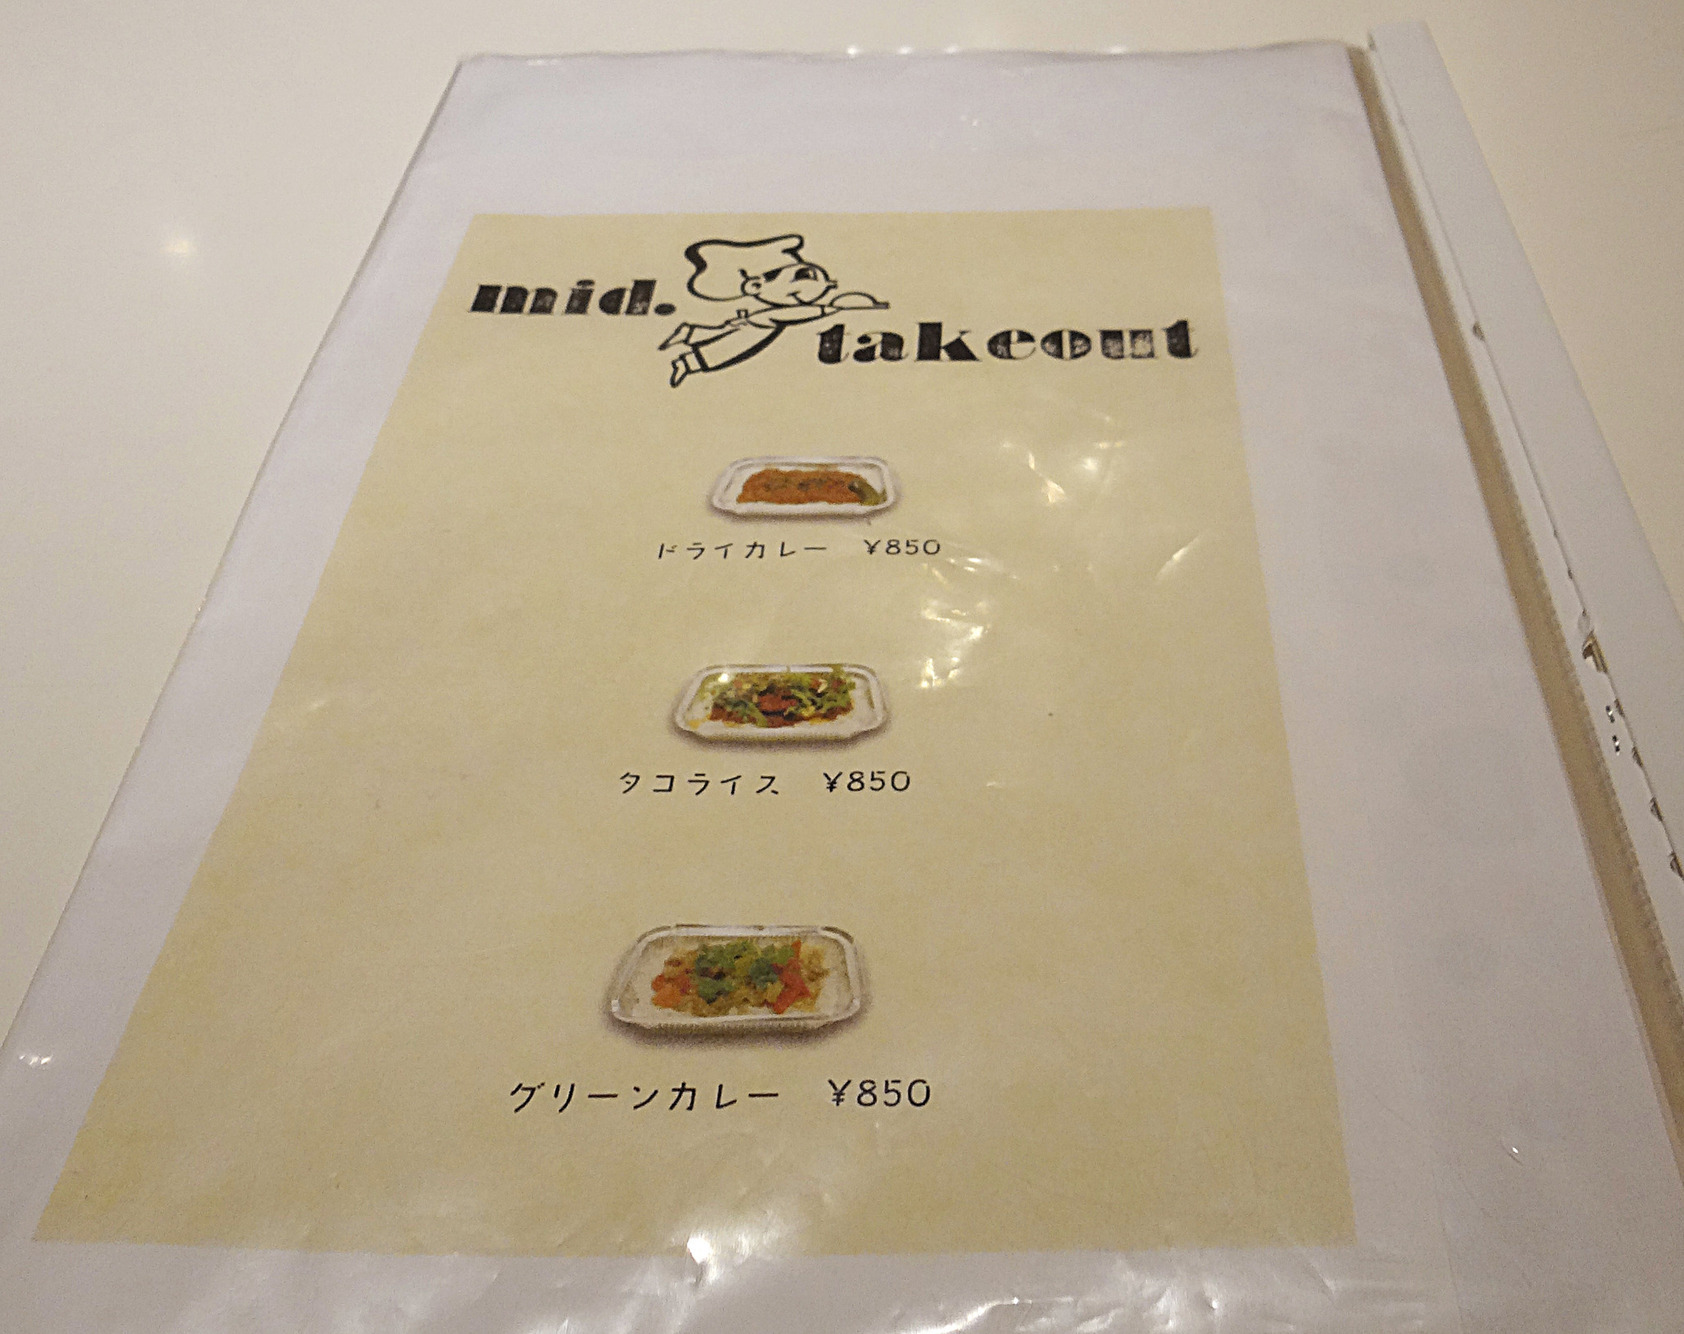 mid.
takeout
ドライカレー ¥850
タコライス ¥850
グリーンカレー ¥850